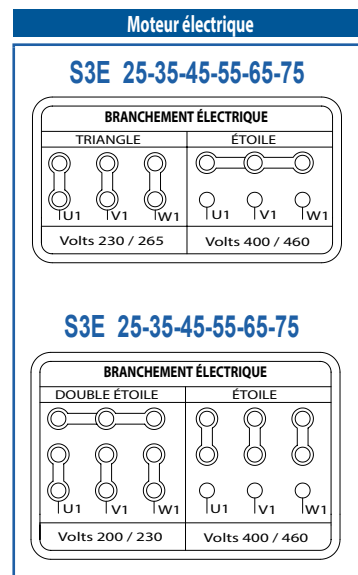 Moteur électrique
S3E 25-35-45-55-65-75
BRANCHEMENT ÉLECTRIQUE
TRIANGLE ÉTOILE
U1 V1 W1 U1 V1 W1
Volts 230 / 265 Volts 400 / 460
S3E 25-35-45-55-65-75
BRANCHEMENT ÉLECTRIQUE
DOUBLE ÉTOILE ÉTOILE
U1 V1 W1 U1 V1 W1
Volts 200 / 230 Volts 400 / 460